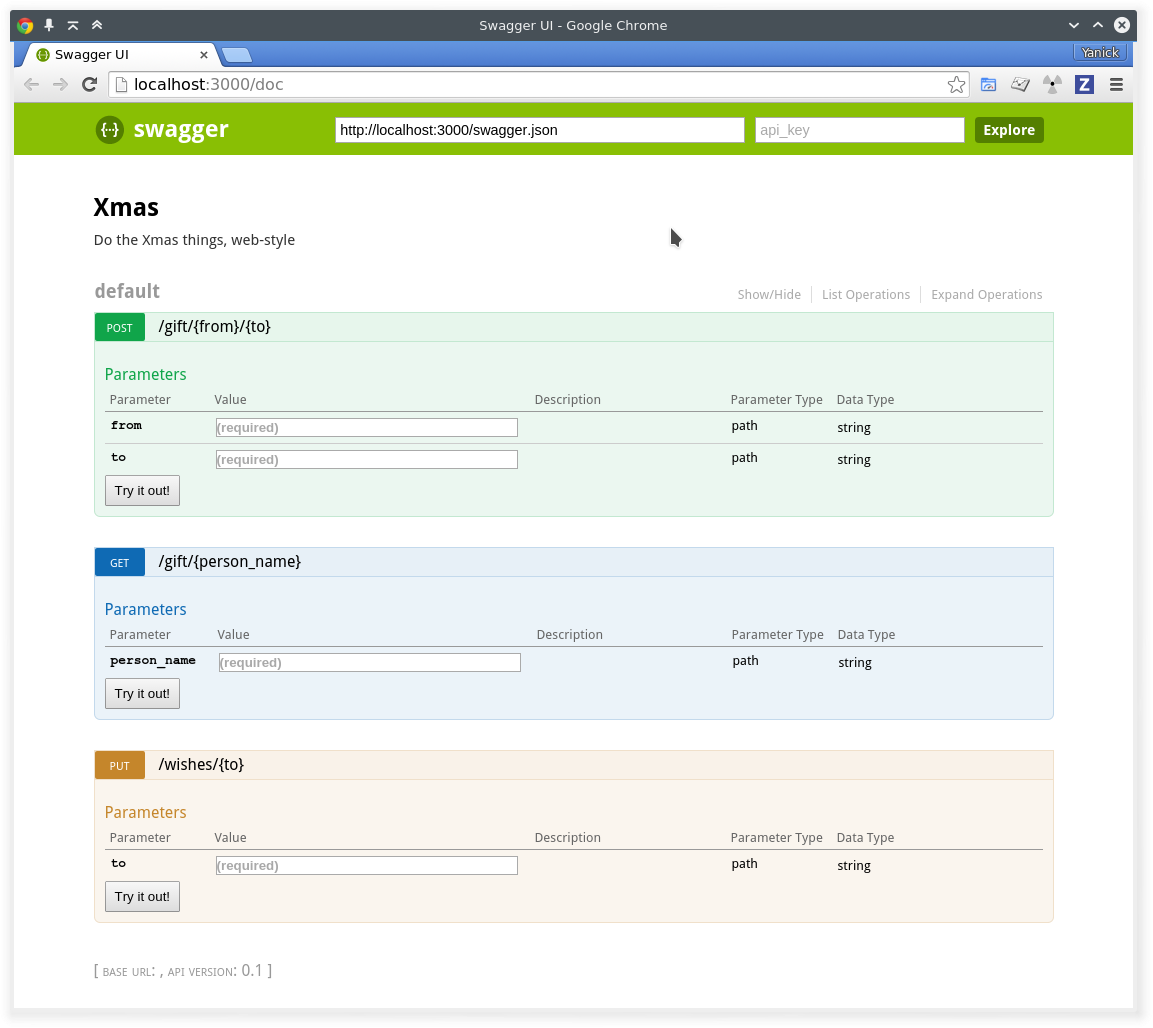 Swagger UI - Google Chrome
Swagger UI
Yanick
localhost:3000/doc
Z
{··} swagger
http://localhost:3000/swagger.json
api_key
Explore
Xmas
Do the Xmas things, web-style
default
Show/Hide
List Operations
Expand Operations
POST /gift/{from}/{to}
Parameters
Parameter Value Description Parameter Type Data Type
from (required) path string
to (required) path string
Try it out!
GET /gift/{person_name}
Parameters
Parameter Value Description Parameter Type Data Type
person_name (required) path string
Try it out!
PUT /wishes/{to}
Parameters
Parameter Value Description Parameter Type Data Type
to (required) path string
Try it out!
[ BASE URL: , API VERSION: 0.1 ]